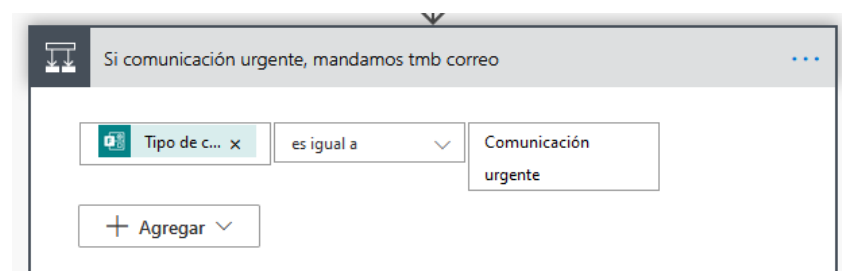 Si comunicación urgente, mandamos tmb correo
Tipo de c... x
es igual a
Comunicación
urgente
+ Agregar